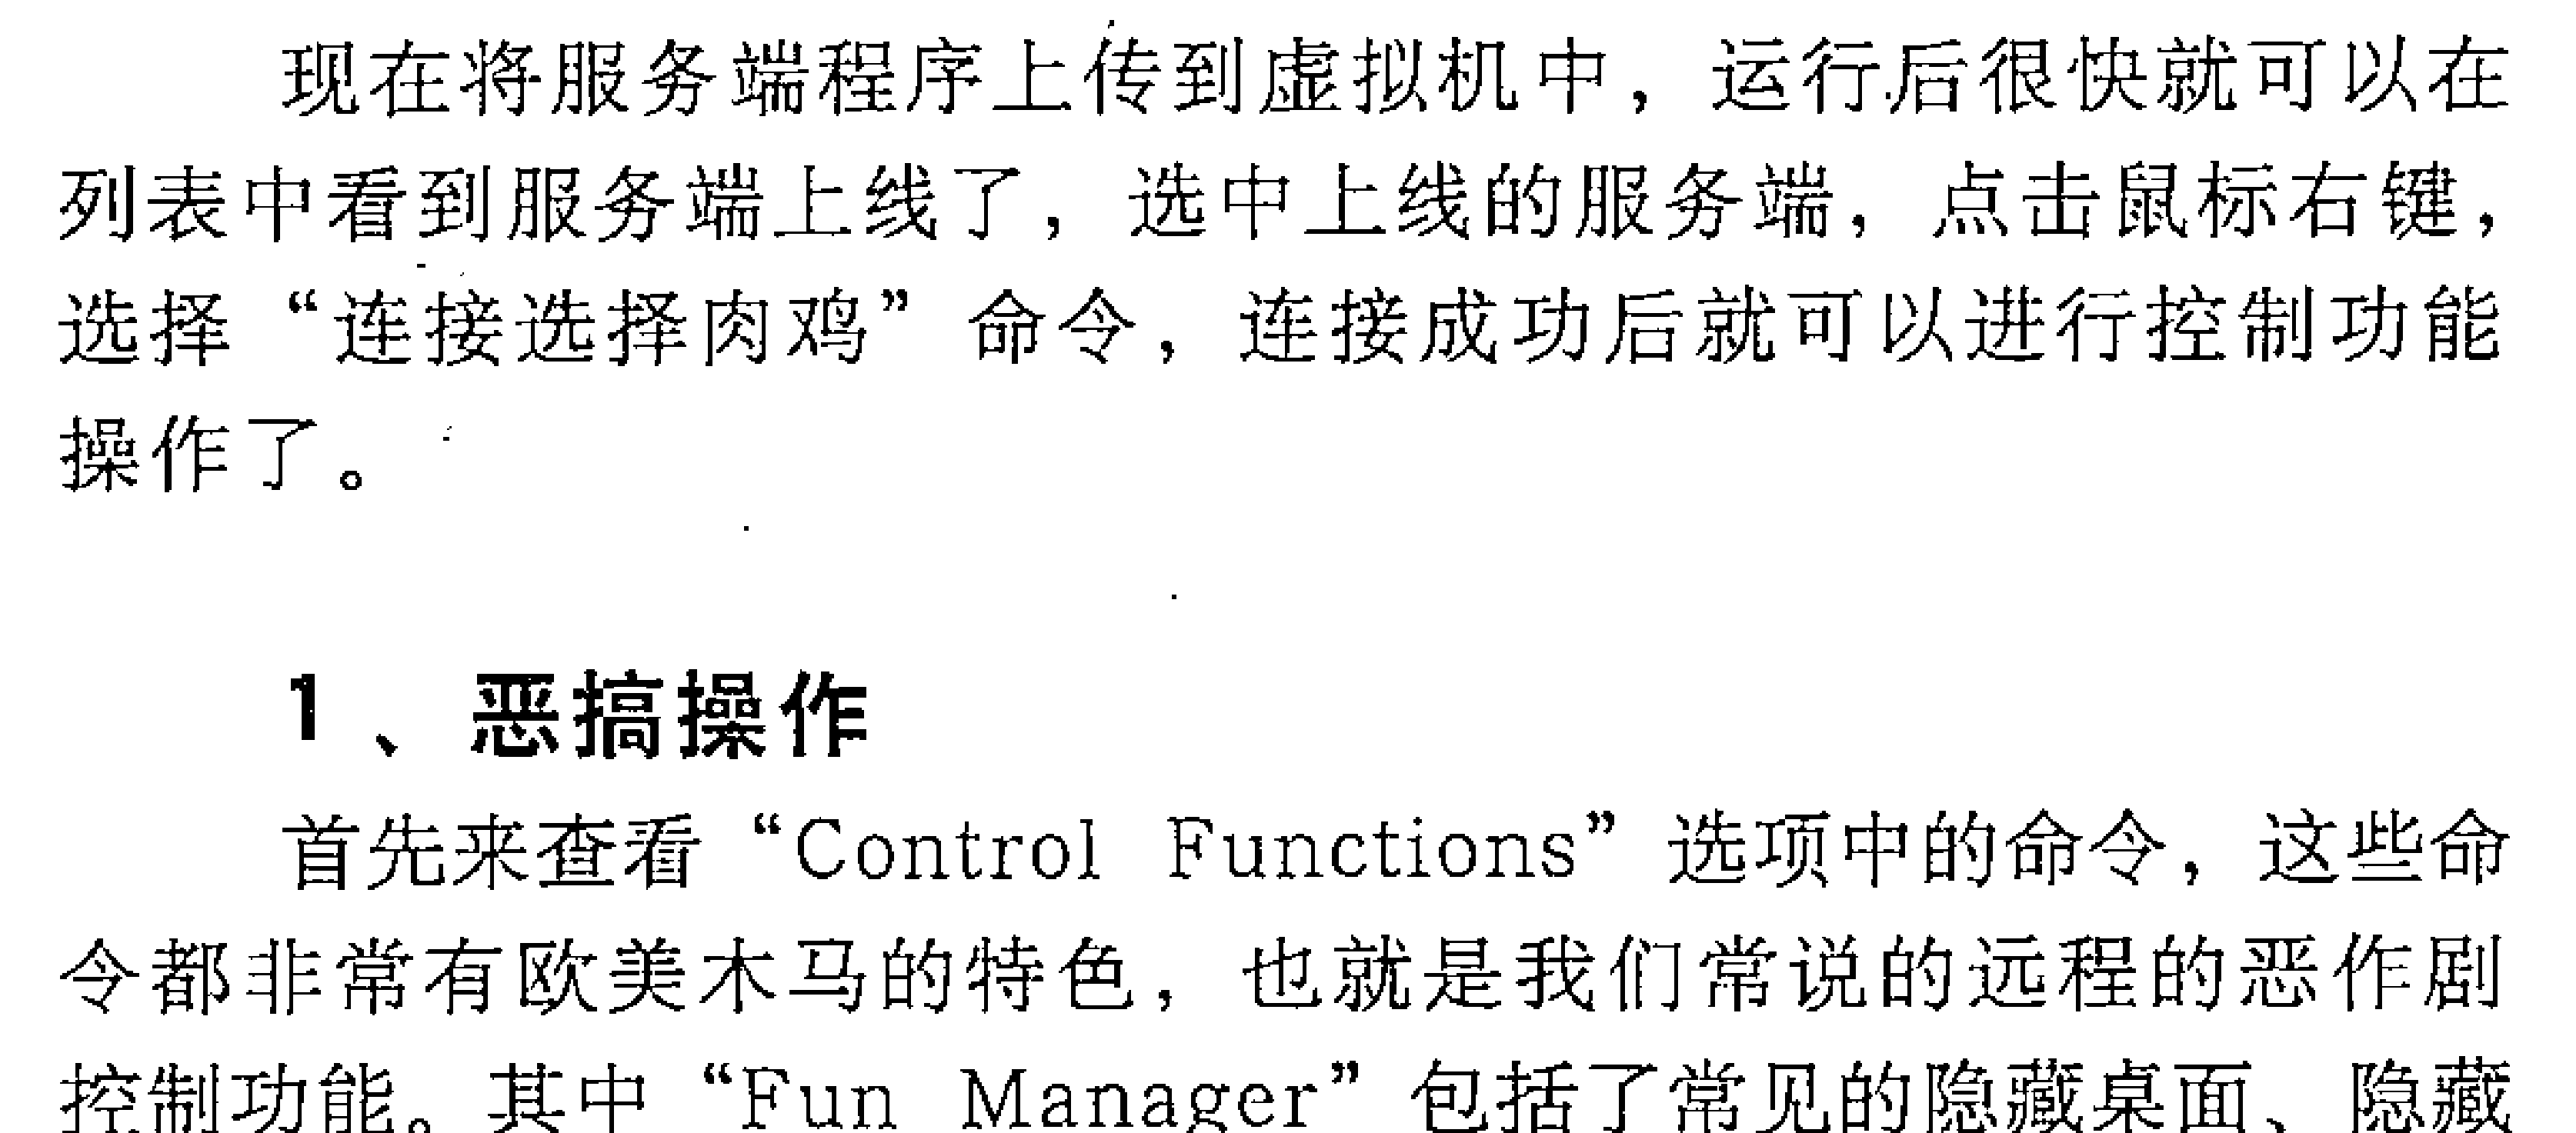 现在将服务端程序上传到虚拟机中，运行后很快就可以在
列表中看到服务端上线了，选中上线的服务端，点击鼠标右键，
选择“连接选择肉鸡”命令，连接成功后就可以进行控制功能
操作了。
1、恶搞操作
首先来查看“Control Functions”选项中的命令，这些命
令都非常有欧美木马的特色，也就是我们常说的远程的恶作剧
控制功能。其中“Fun Manager”包括了常见的隐藏桌面、隐藏